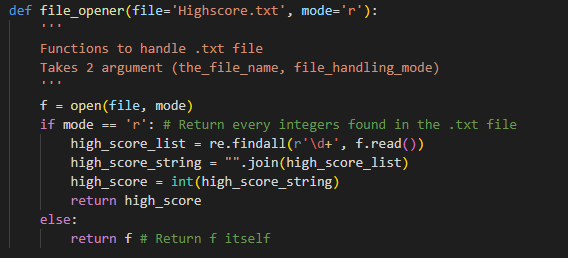 def file_opener(file='Highscore.txt', mode='r'):
    '''
    Functions to handle .txt file
    Takes 2 argument (the_file_name, file_handling_mode)
    '''
    f = open(file, mode)
    if mode == 'r': # Return every integers found in the .txt file
        high_score_list = re.findall(r'\d+', f.read())
        high_score_string = "".join(high_score_list)
        high_score = int(high_score_string)
        return high_score
    else:
        return f # Return f itself